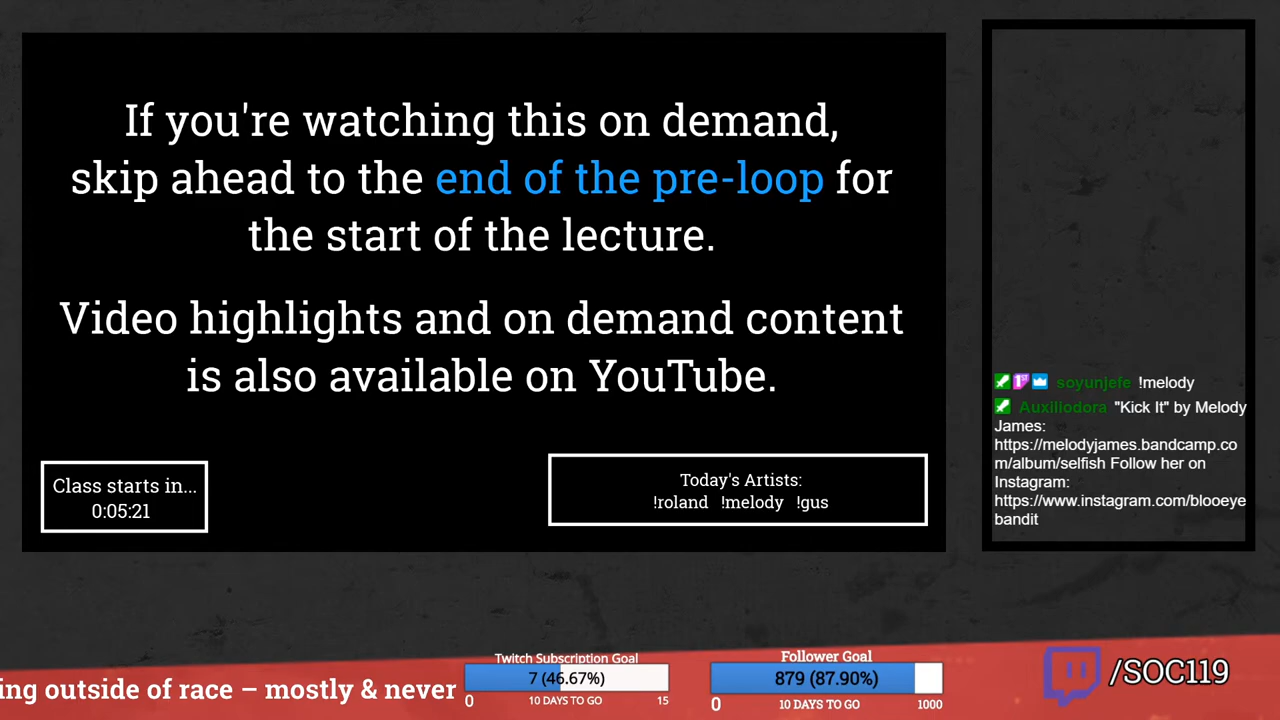 If you're watching this on demand,
skip ahead to the end of the pre-loop for
the start of the lecture.
Video highlights and on demand content
is also available on YouTube.
Class starts in...
0:05:21
Today's Artists:
!roland !melody !gus
soyunjefe !melody
Auxiliodora "Kick It" by Melody
James:
https://melodyjames.bandcamp.co
m/album/selfish Follow her on
Instagram:
https://www.instagram.com/blooeye
bandit
ing outside of race – mostly & never
Twitch Subscription Goal
7 (46.67%)
0 10 DAYS TO GO 15
Follower Goal
879 (87.90%)
0 10 DAYS TO GO 1000
/SOC119